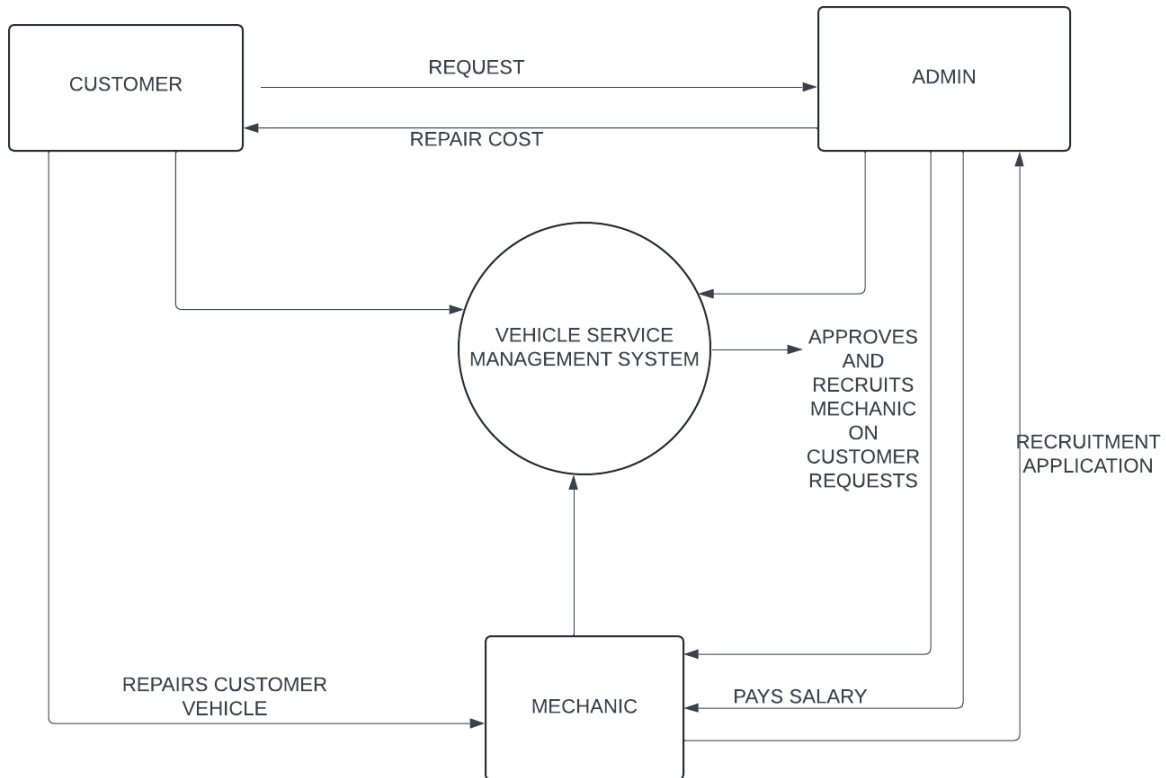 CUSTOMER
REQUEST
ADMIN
REPAIR COST
VEHICLE SERVICE
MANAGEMENT SYSTEM
APPROVES
AND
RECRUITS
MECHANIC
ON
CUSTOMER
REQUESTS
RECRUITMENT
APPLICATION
REPAIRS CUSTOMER
VEHICLE
MECHANIC
PAYS SALARY